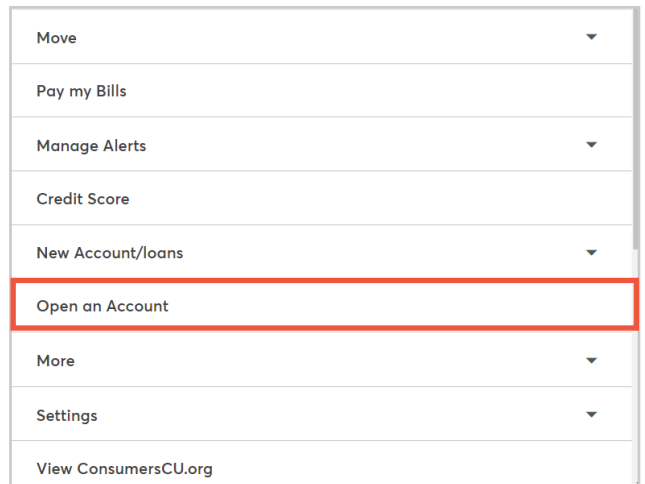 Move
Pay my Bills
Manage Alerts
Credit Score
New Account/loans
Open an Account
More
Settings
View ConsumersCU.org